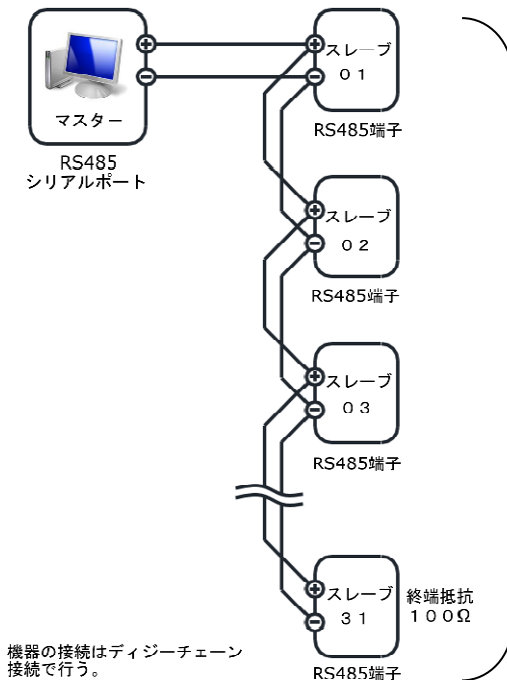 マスター
RS485
シリアルポート
スレーブ
０１
RS485端子
スレーブ
０２
RS485端子
スレーブ
０３
RS485端子
スレーブ
３１
終端抵抗
１００Ω
RS485端子
機器の接続はディジーチェーン
接続で行う。